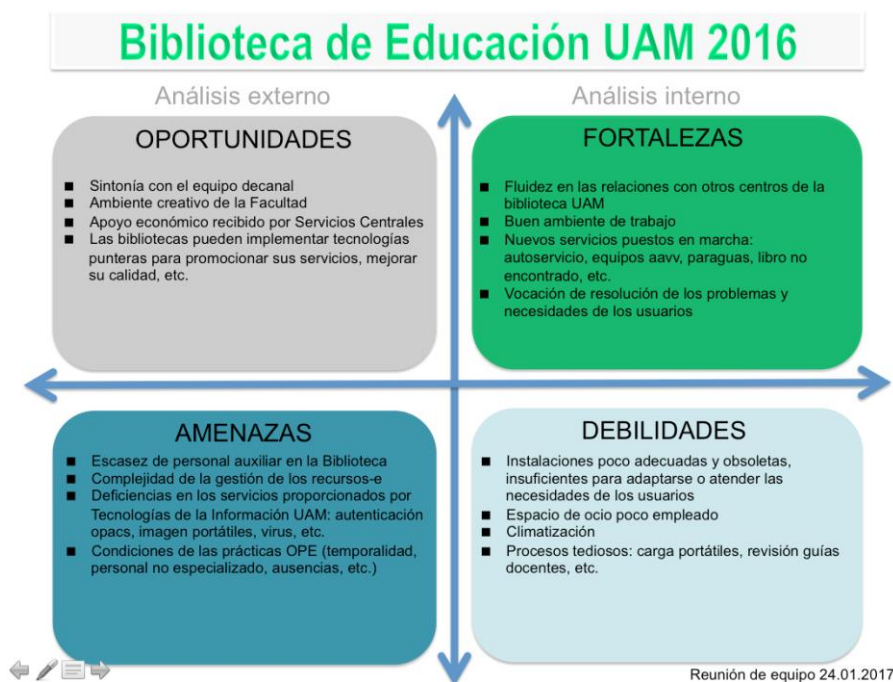 Biblioteca de Educación UAM 2016
Análisis externo
Análisis interno
OPORTUNIDADES
■ Sintonía con el equipo decanal
■ Ambiente creativo de la Facultad
■ Apoyo económico recibido por Servicios Centrales
■ Las bibliotecas pueden implementar tecnologías
punteras para promocionar sus servicios, mejorar
su calidad, etc.
FORTALEZAS
■ Fluidez en las relaciones con otros centros de la
biblioteca UAM
■ Buen ambiente de trabajo
■ Nuevos servicios puestos en marcha:
autoservicio, equipos aavv, paraguas, libro no
encontrado, etc.
■ Vocación de resolución de los problemas y
necesidades de los usuarios
AMENAZAS
■ Escasez de personal auxiliar en la Biblioteca
■ Complejidad de la gestión de los recursos-e
■ Deficiencias en los servicios proporcionados por
Tecnologías de la Información UAM: autenticación
opacs, imagen portátiles, virus, etc.
■ Condiciones de las prácticas OPE (temporalidad,
personal no especializado, ausencias, etc.)
DEBILIDADES
■ Instalaciones poco adecuadas y obsoletas,
insuficientes para adaptarse o atender las
necesidades de los usuarios
■ Espacio de ocio poco empleado
■ Climatización
■ Procesos tediosos: carga portátiles, revisión guías
docentes, etc.
Reunión de equipo 24.01.2017